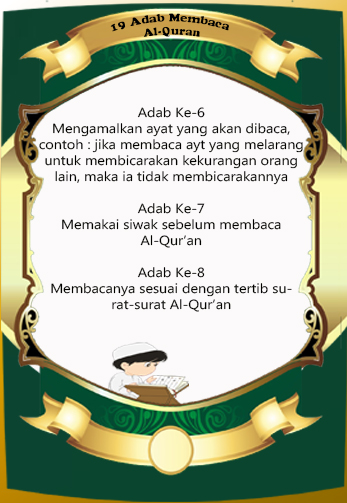 19 Adab Membaca
Al-Quran
Adab Ke-6
Mengamalkan ayat yang akan dibaca,
contoh : jika membaca ayt yang melarang
untuk membicarakan kekurangan orang
lain, maka ia tidak membicarakannya
Adab Ke-7
Memakai siwak sebelum membaca
Al-Qur’an
Adab Ke-8
Membacanya sesuai dengan tertib su-
rat-surat Al-Qur’an